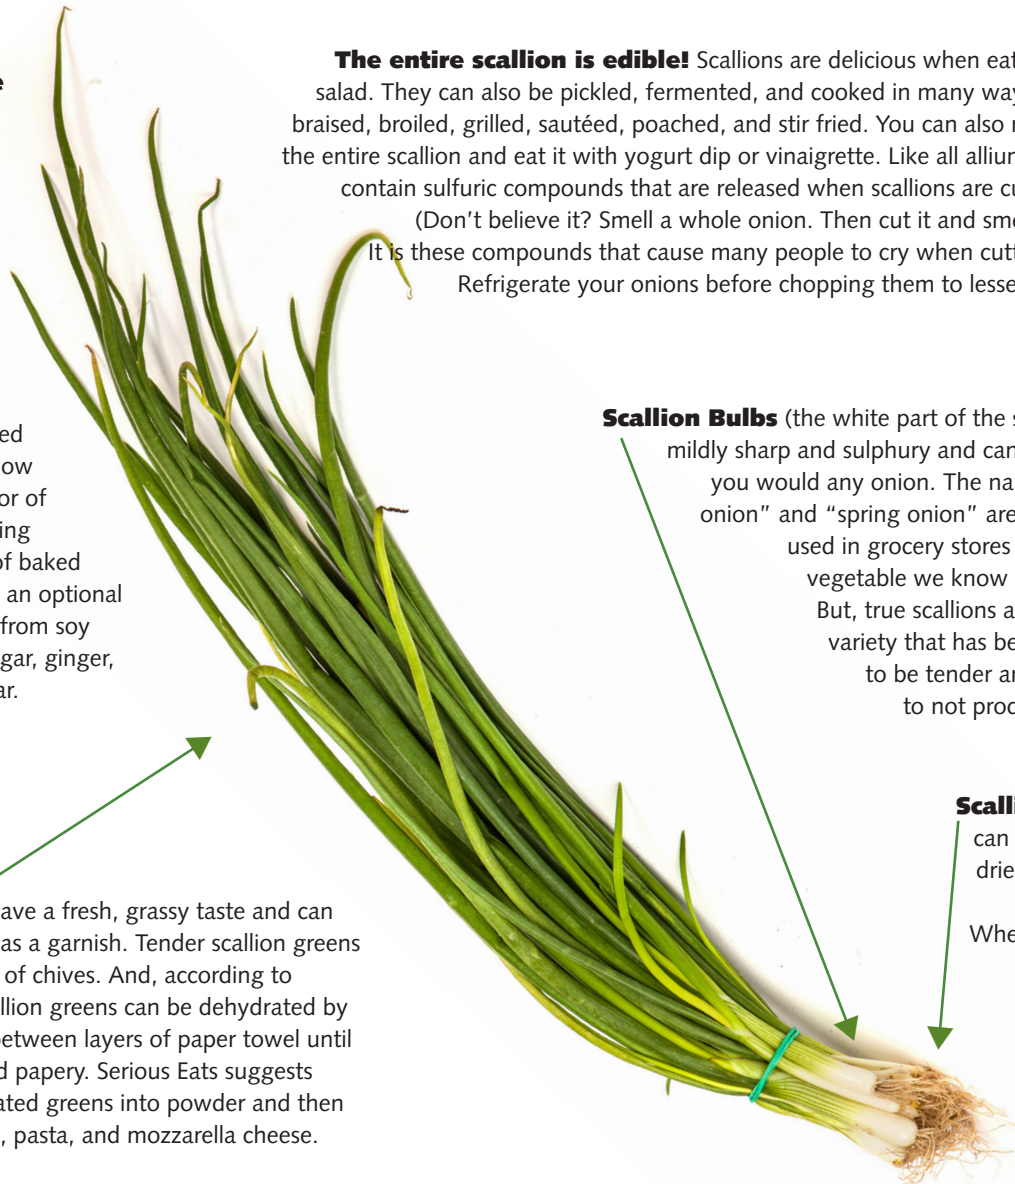 The entire scallion is edible! Scallions are delicious when eat
salad. They can also be pickled, fermented, and cooked in many way
braised, broiled, grilled, sautéed, poached, and stir fried. You can also
the entire scallion and eat it with yogurt dip or vinaigrette. Like all allium
contain sulfuric compounds that are released when scallions are cu
(Don’t believe it? Smell a whole onion. Then cut it and sme
It is these compounds that cause many people to cry when cutt
Refrigerate your onions before chopping them to lesse
ed
ow
or of
ing
of baked
an optional
from soy
gar, ginger,
ar.
Scallion Bulbs (the white part of the s
mildly sharp and sulphury and can
you would any onion. The na
onion” and “spring onion” are
used in grocery stores
vegetable we know
But, true scallions a
variety that has be
to be tender an
to not prod
Scalli
can
drie
Whe
ave a fresh, grassy taste and can
as a garnish. Tender scallion greens
of chives. And, according to
llion greens can be dehydrated by
between layers of paper towel until
d papery. Serious Eats suggests
ated greens into powder and then
, pasta, and mozzarella cheese.